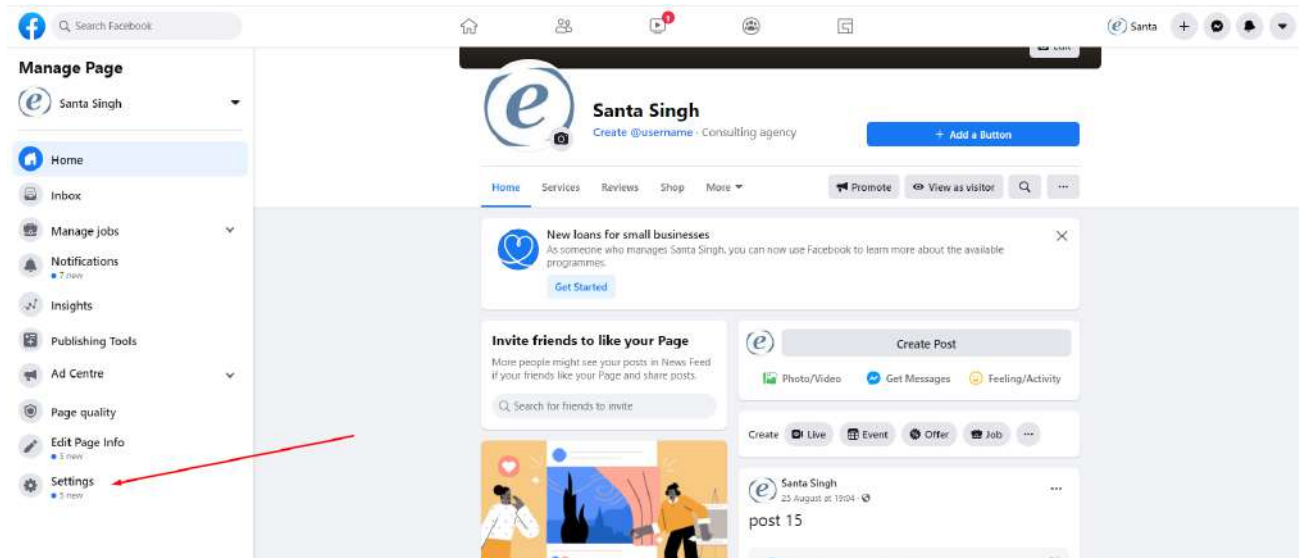 Search Facebook
1
Santa
Manage Page
Santa Singh
Home
Inbox
Manage jobs
Notifications
7 new
Insights
Publishing Tools
Ad Centre
Page quality
Edit Page Info
Settings
5 new
Edit
e
Santa Singh
Create @username · Consulting agency
+ Add a Button
Home Services Reviews Shop More
Promote View as visitor ...
New loans for small businesses
As someone who manages Santa Singh, you can now use Facebook to learn more about the available
programmes.
Get Started
Invite friends to like your Page
More people might see your posts in News Feed
if your friends like your Page and share posts.
Search for friends to invite
Create Post
Photo/Video Get Messages Feeling/Activity
Create Live Event Offer Job ...
Santa Singh
25 August at 19:04 ·
post 15